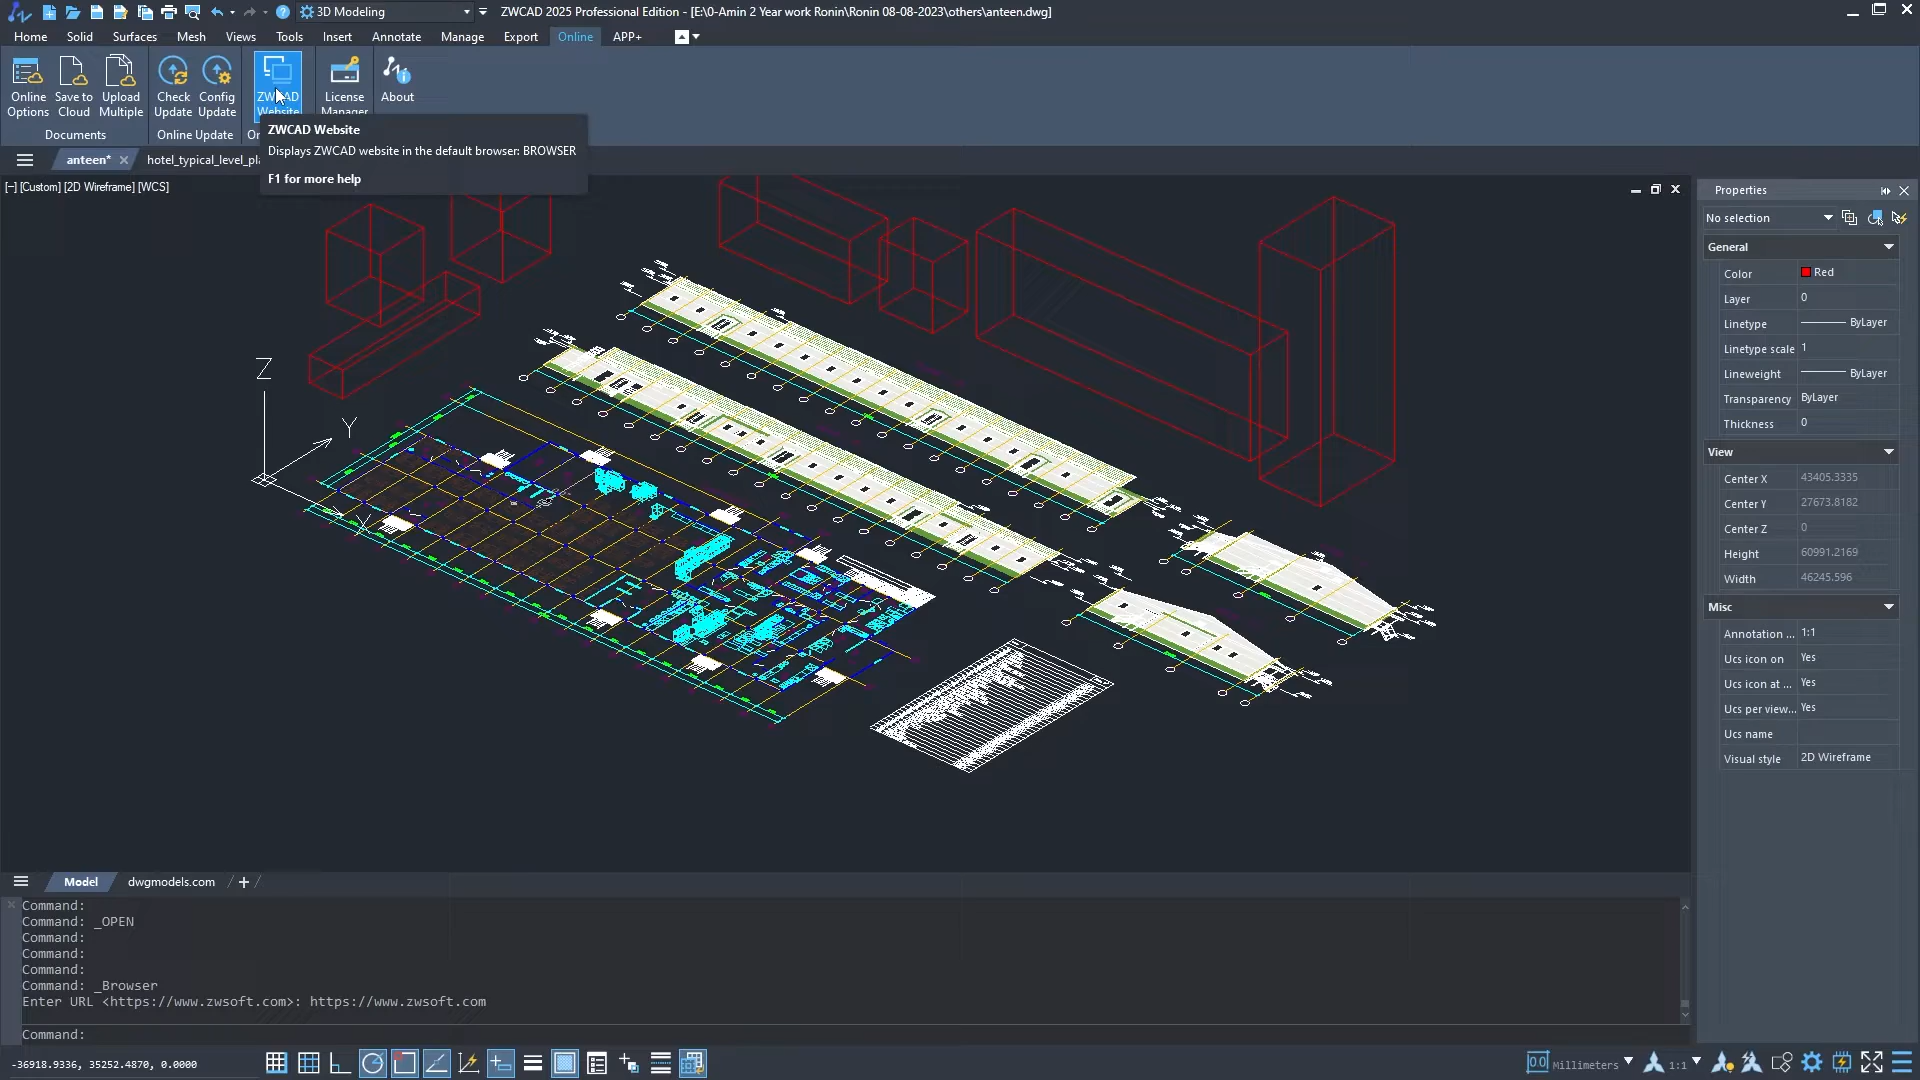 3D Modeling
ZWCAD 2025 Professional Edition - [E:\0-Amin 2 Year work Ronin\Ronin 08-08-2023\others\anteen.dwg]
Home Solid Surfaces Mesh Views Tools Insert Annotate Manage Export Online APP+
Online Options
Save to Cloud
Upload Multiple
Check Update
Config Update
ZWCAD Website
License Manager
About
Documents
Online Update
ZWCAD Website
Displays ZWCAD website in the default browser: BROWSER
F1 for more help
anteen*
hotel_typical_level_pla
[−] [Custom] [2D Wireframe] [WCS]
Z
Y
X
Properties
No selection
General
Color Red
Layer 0
Linetype ByLayer
Linetype scale 1
Lineweight ByLayer
Transparency ByLayer
Thickness 0
View
Center X 43405.3335
Center Y 27673.8182
Center Z 0
Height 60991.2169
Width 46245.596
Misc
Annotation ... 1:1
Ucs icon on Yes
Ucs icon at ... Yes
Ucs per view... Yes
Ucs name
Visual style 2D Wireframe
Model
dwgmodels.com
Command:
Command: _OPEN
Command:
Command:
Command:
Command: _Browser
Enter URL <https://www.zwsoft.com>: https://www.zwsoft.com
Command:
-36918.9336, 35252.4870, 0.0000
Millimeters
1:1